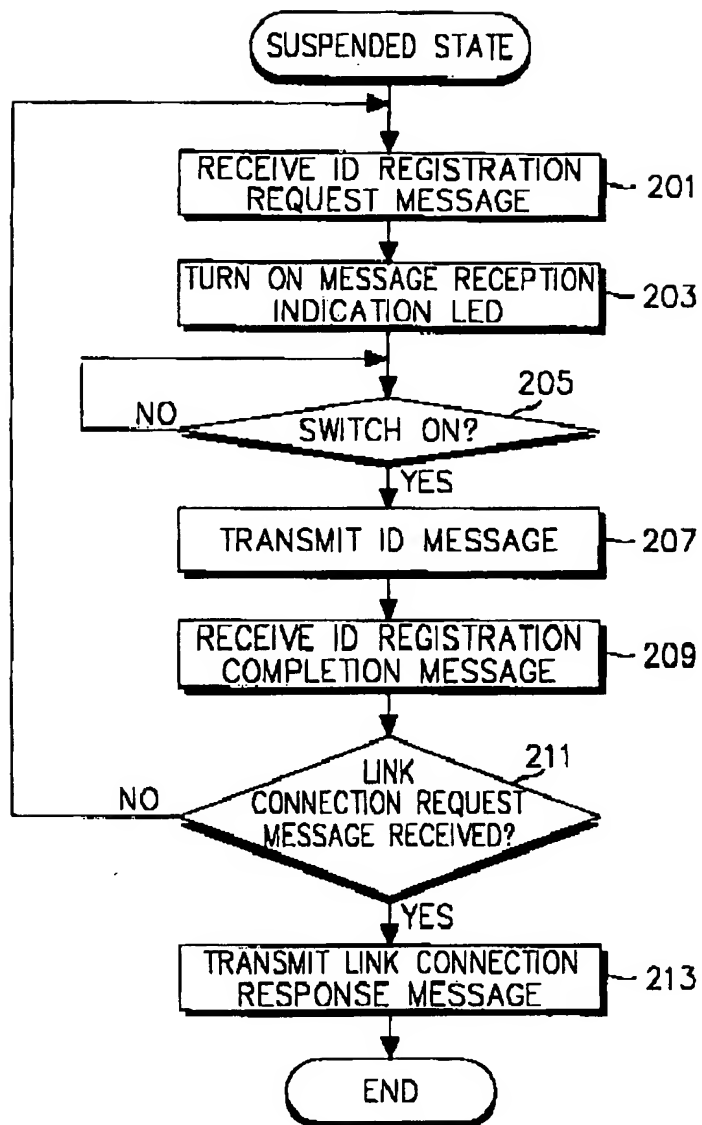 SUSPENDED STATE
RECEIVE ID REGISTRATION
REQUEST MESSAGE
201
TURN ON MESSAGE RECEPTION
INDICATION LED
203
205
NO
SWITCH ON?
YES
TRANSMIT ID MESSAGE
207
RECEIVE ID REGISTRATION
COMPLETION MESSAGE
209
211
NO
LINK
CONNECTION REQUEST
MESSAGE RECEIVED?
YES
TRANSMIT LINK CONNECTION
RESPONSE MESSAGE
213
END